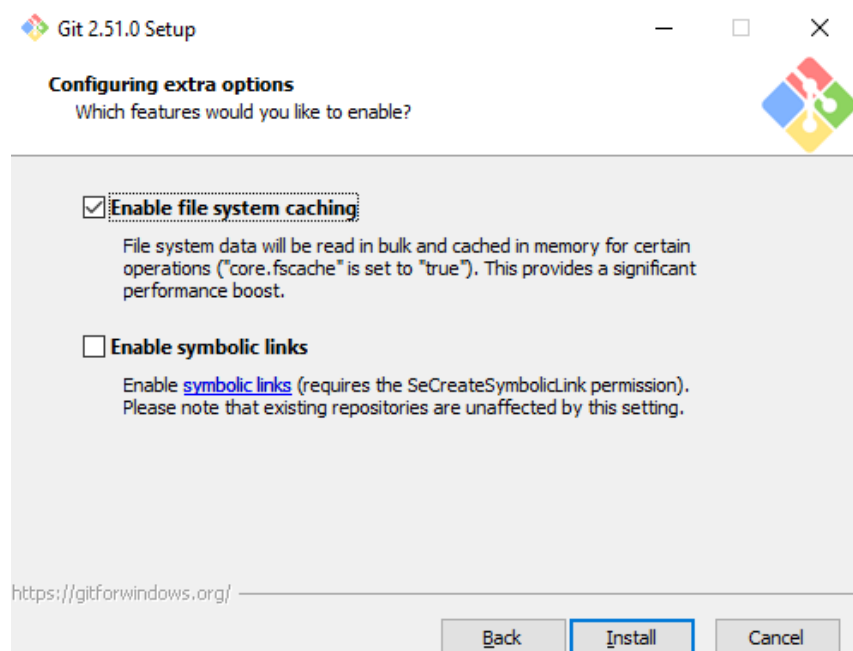 Git 2.51.0 Setup
Configuring extra options
Which features would you like to enable?
Enable file system caching
File system data will be read in bulk and cached in memory for certain
operations ("core.fscache" is set to "true"). This provides a significant
performance boost.
Enable symbolic links
Enable symbolic links (requires the SeCreateSymbolicLink permission).
Please note that existing repositories are unaffected by this setting.
https://gitforwindows.org/
Back Install Cancel